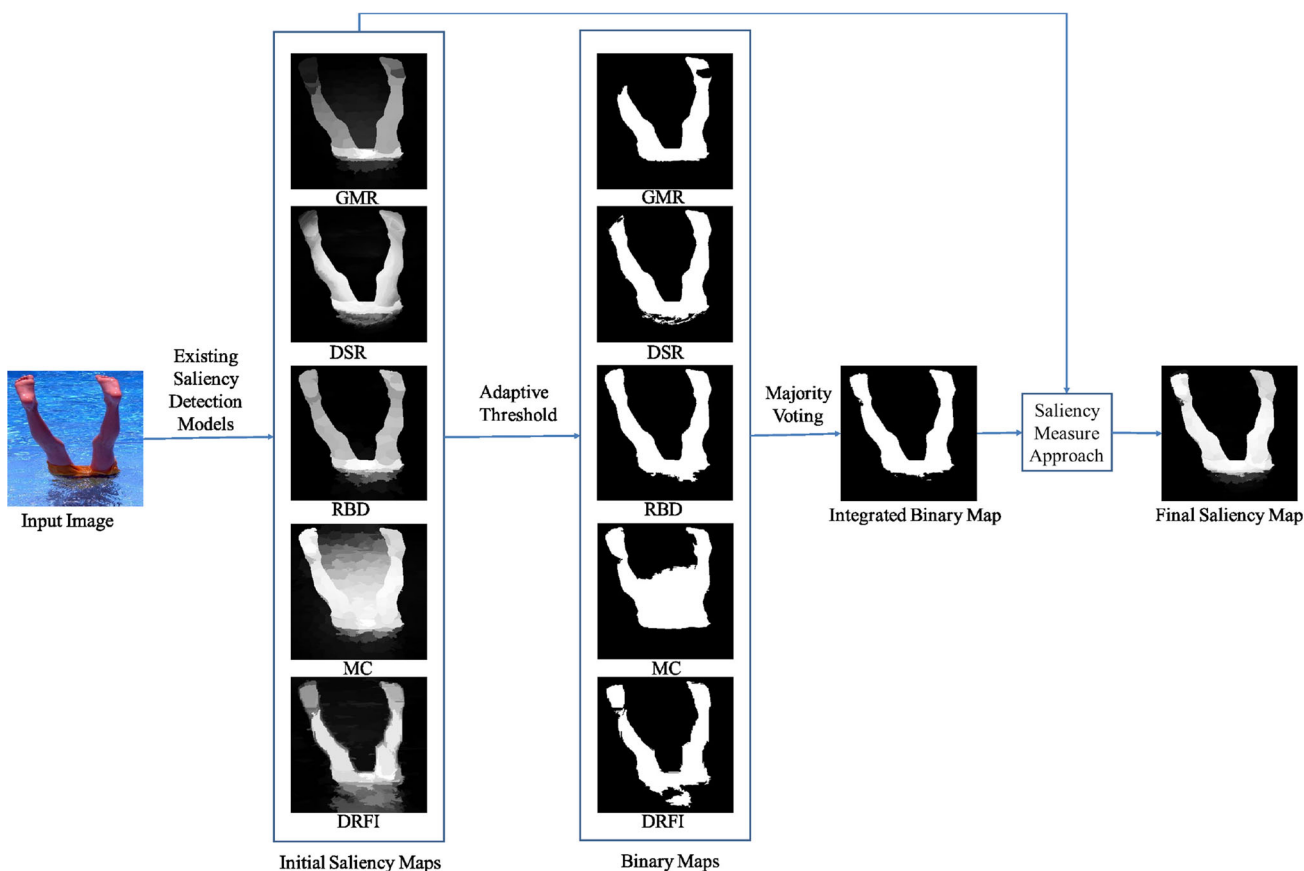 GMR
DSR
RBD
MC
DRFI
Initial Saliency Maps
Input Image
Existing
Saliency
Detection
Models
Adaptive
Threshold
GMR
DSR
RBD
MC
DRFI
Binary Maps
Majority
Voting
Integrated Binary Map
Saliency
Measure
Approach
Final Saliency Map